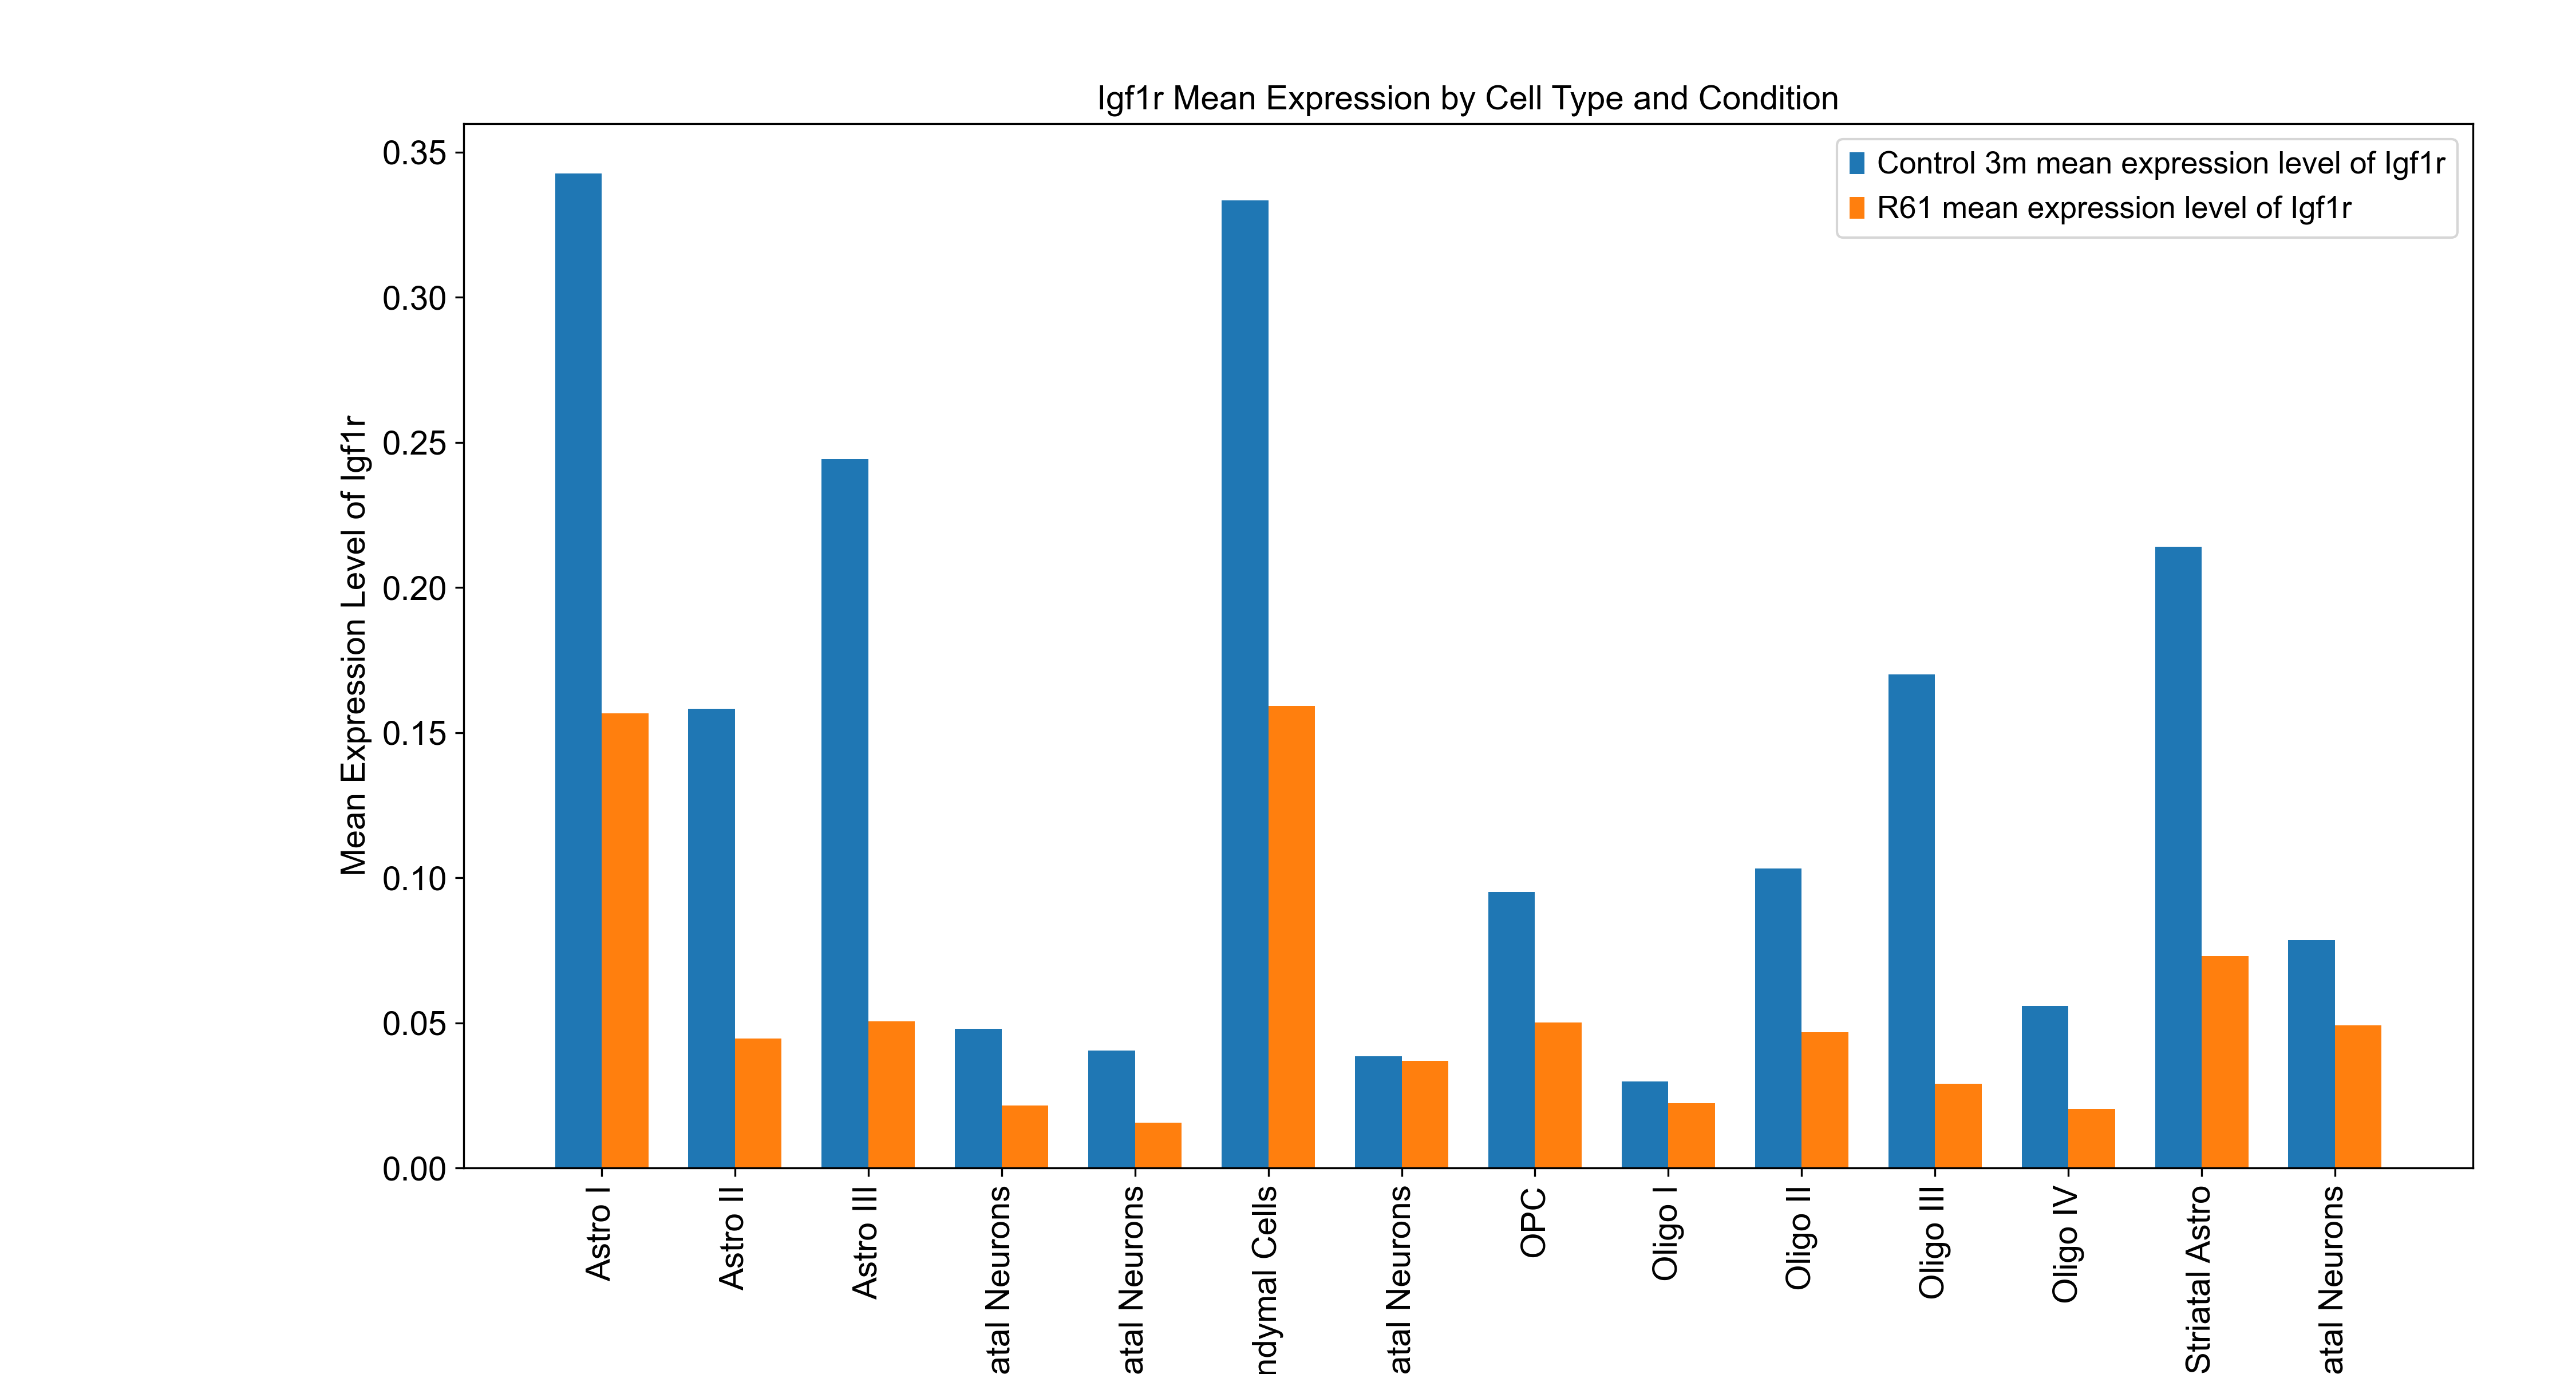 Igf1r Mean Expression by Cell Type and Condition
Control 3m mean expression level of Igf1r
R61 mean expression level of Igf1r
Mean Expression Level of Igf1r
0.35
0.30
0.25
0.20
0.15
0.10
0.05
0.00
Astro I
Astro II
Astro III
atal Neurons
atal Neurons
ndymal Cells
atal Neurons
OPC
Oligo I
Oligo II
Oligo III
Oligo IV
Striatal Astro
atal Neurons